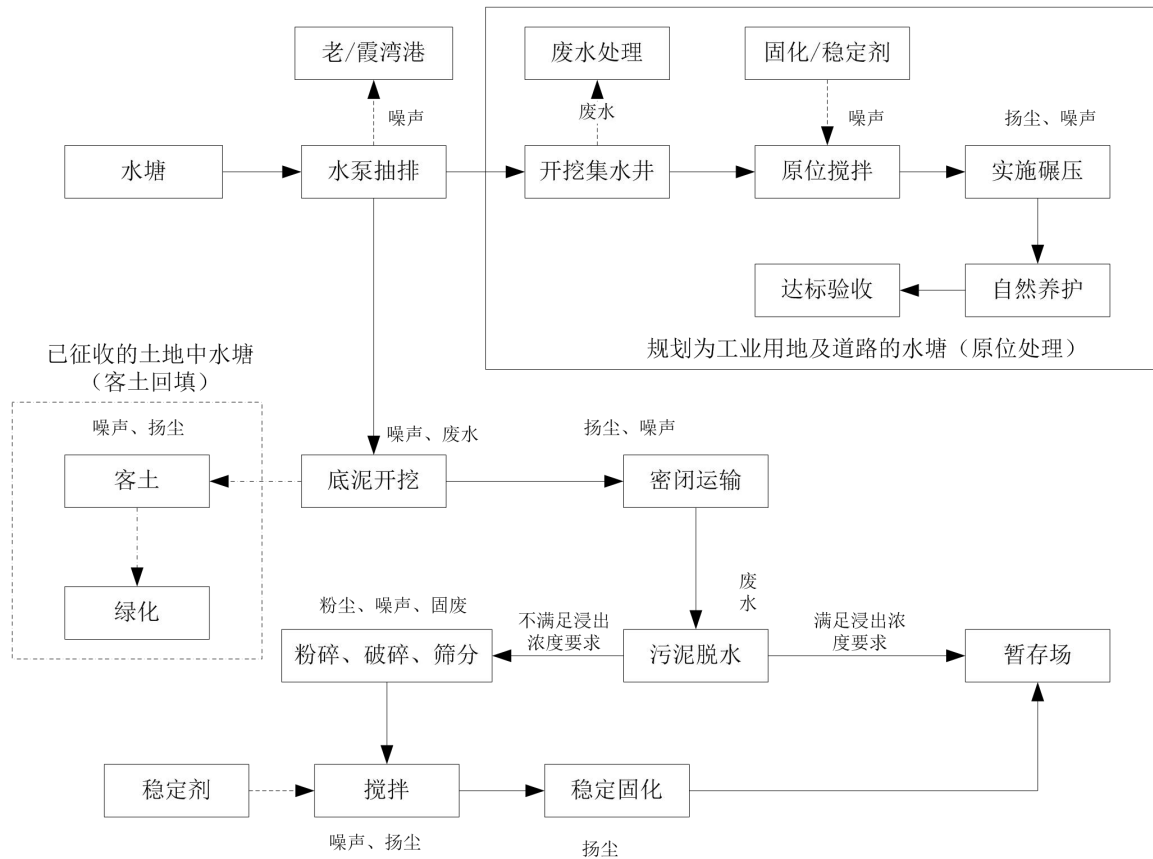 老/霞湾港
废水处理
固化/稳定剂
噪声
废水
噪声
扬尘、噪声
水塘
水泵抽排
开挖集水井
原位搅拌
实施碾压
达标验收
自然养护
规划为工业用地及道路的水塘（原位处理）
已征收的土地中水塘
（客土回填）
噪声、扬尘
噪声、废水
扬尘、噪声
客土
底泥开挖
密闭运输
绿化
废
水
粉尘、噪声、固废
不满足浸出
浓度要求
满足浸出浓
度要求
粉碎、破碎、筛分
污泥脱水
暂存场
稳定剂
搅拌
稳定固化
噪声、扬尘
扬尘